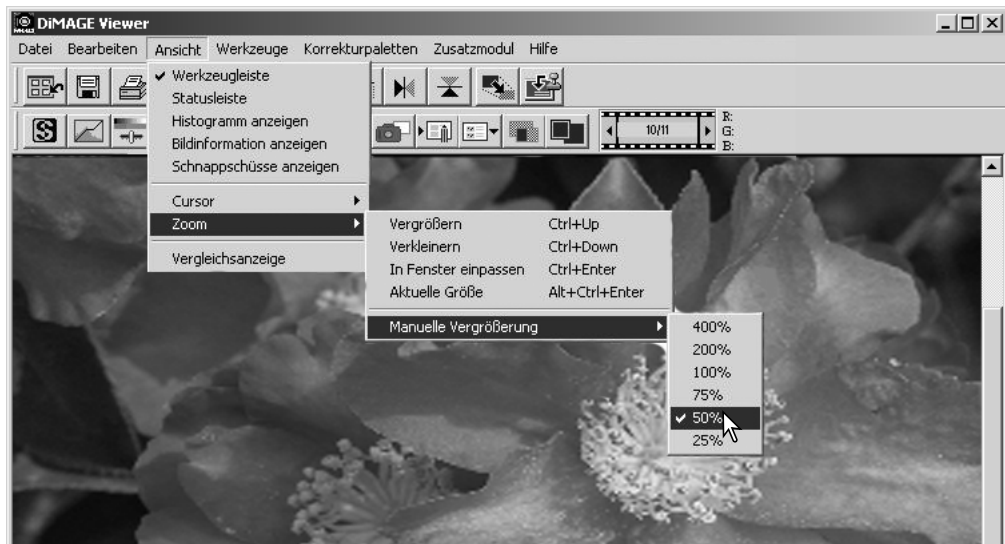 DiMAGE Viewer
Datei Bearbeiten Ansicht Werkzeuge Korrekturpaletten Zusatzmodul Hilfe
Werkzeugleiste
Statusleiste
Histogramm anzeigen
Bildinformation anzeigen
Schnappschüsse anzeigen
Cursor
Zoom
Vergleichsanzeige
10/11
R:
G:
B:
Vergrößern Ctrl+Up
Verkleinern Ctrl+Down
In Fenster einpassen Ctrl+Enter
Aktuelle Größe Alt+Ctrl+Enter
Manuelle Vergrößerung
400%
200%
100%
75%
50%
25%